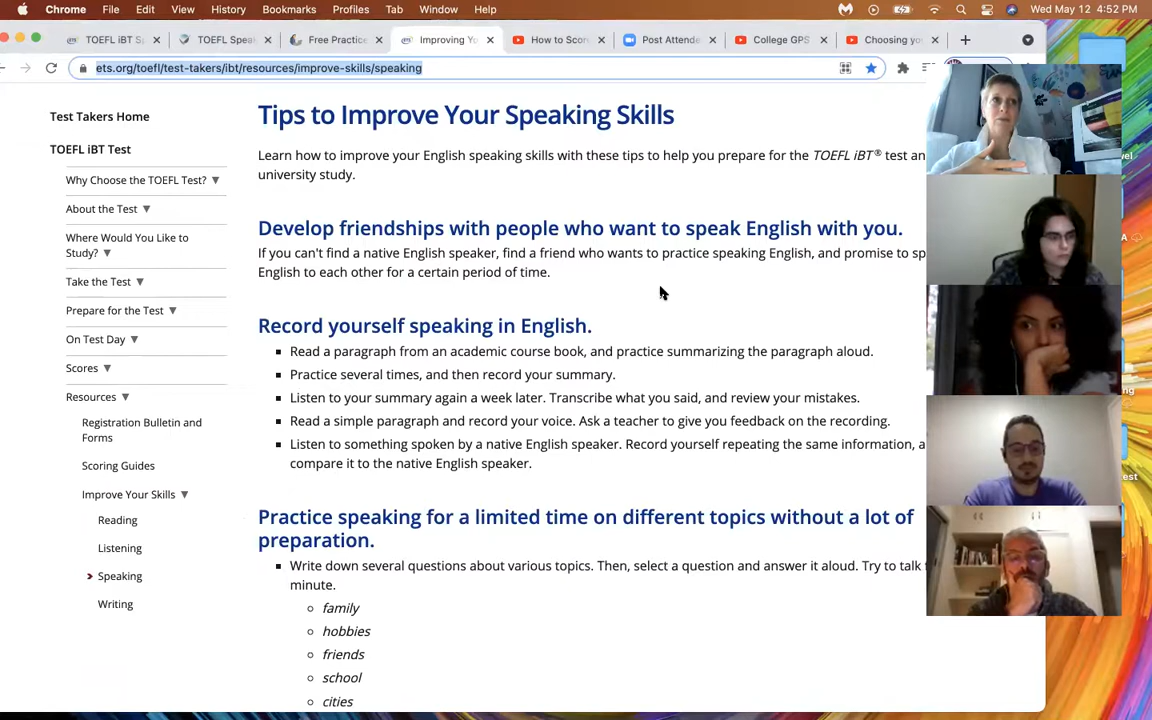 Chrome File Edit View History Bookmarks Profiles Tab Window Help Wed May 12 4:52 PM
TOEFL iBT S TOEFL Speal Free Practice Improving Yo How to Scor Post Attende College GPS Choosing you
ets.org/toefl/test-takers/ibt/resources/improve-skills/speaking
Test Takers Home
TOEFL iBT Test
Why Choose the TOEFL Test?
About the Test
Where Would You Like to
Study?
Take the Test
Prepare for the Test
On Test Day
Scores
Resources
Registration Bulletin and
Forms
Scoring Guides
Improve Your Skills
Reading
Listening
Speaking
Writing
Tips to Improve Your Speaking Skills
Learn how to improve your English speaking skills with these tips to help you prepare for the TOEFL iBT® test an
university study.
Develop friendships with people who want to speak English with you.
If you can't find a native English speaker, find a friend who wants to practice speaking English, and promise to sp
English to each other for a certain period of time.
Record yourself speaking in English.
Read a paragraph from an academic course book, and practice summarizing the paragraph aloud.
Practice several times, and then record your summary.
Listen to your summary again a week later. Transcribe what you said, and review your mistakes.
Read a simple paragraph and record your voice. Ask a teacher to give you feedback on the recording.
Listen to something spoken by a native English speaker. Record yourself repeating the same information, a
compare it to the native English speaker.
Practice speaking for a limited time on different topics without a lot of
preparation.
Write down several questions about various topics. Then, select a question and answer it aloud. Try to talk
minute.
family
hobbies
friends
school
cities